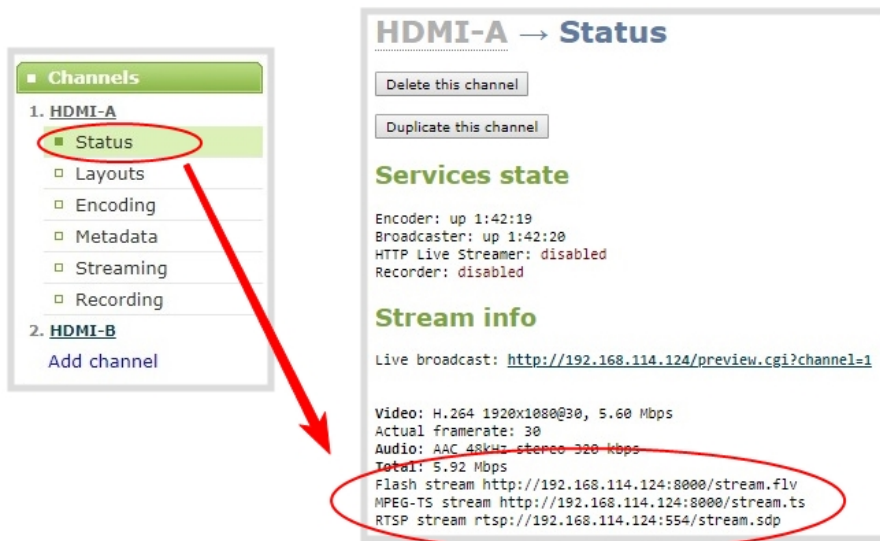 Channels
1. HDMI-A
Status
Layouts
Encoding
Metadata
Streaming
Recording
2. HDMI-B
Add channel
HDMI-A → Status
Delete this channel
Duplicate this channel
Services state
Encoder: up 1:42:19
Broadcaster: up 1:42:20
HTTP Live Streamer: disabled
Recorder: disabled
Stream info
Live broadcast: http://192.168.114.124/preview.cgi?channel=1
Video: H.264 1920x1080@30, 5.60 Mbps
Actual framerate: 30
Audio: AAC 48kHz stereo 320 kbps
Total: 5.92 Mbps
Flash stream http://192.168.114.124:8000/stream.flv
MPEG-TS stream http://192.168.114.124:8000/stream.ts
RTSP stream rtsp://192.168.114.124:554/stream.sdp